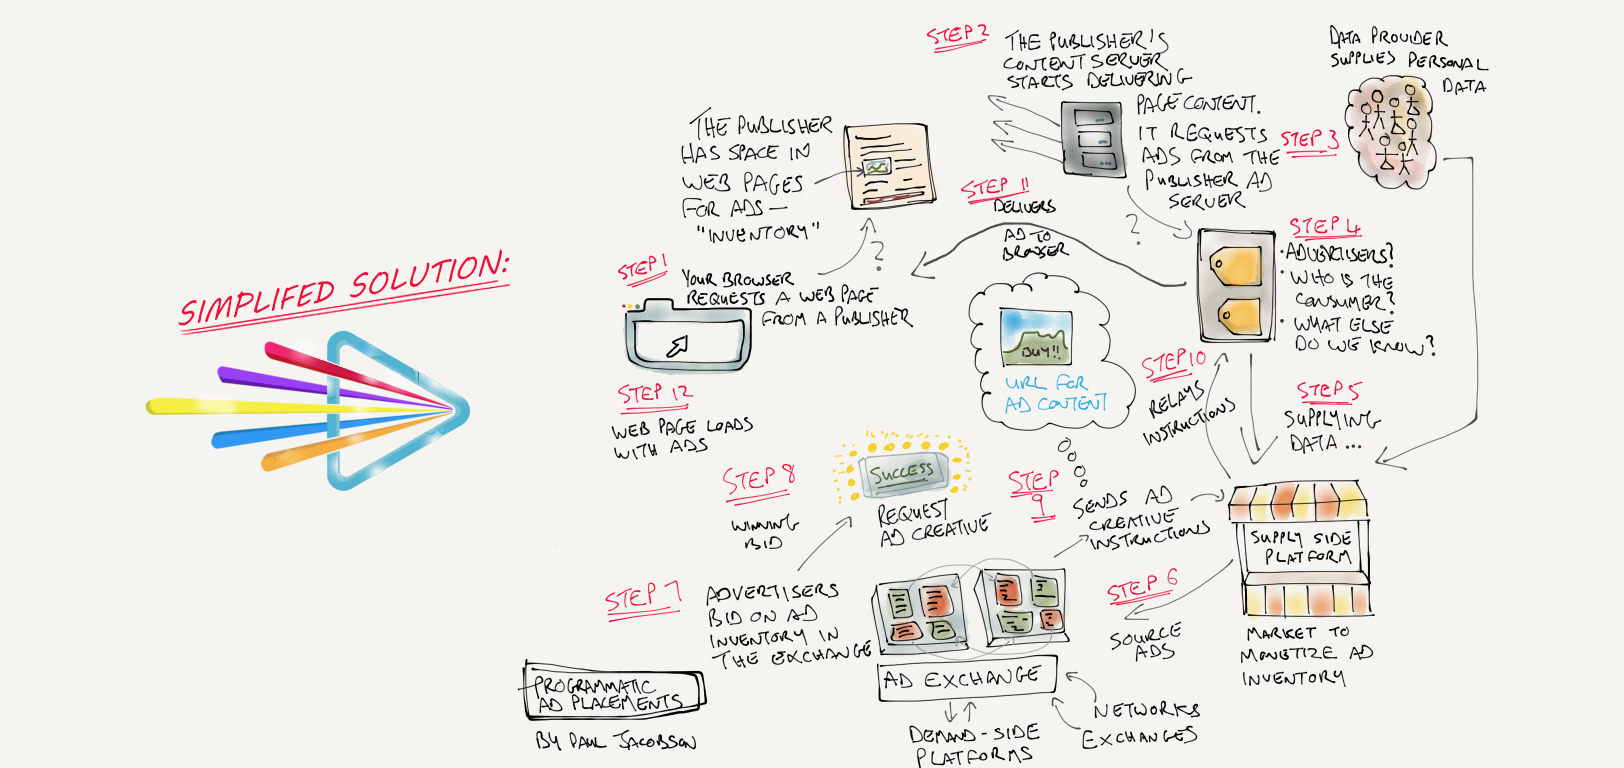 SIMPLIFED SOLUTION:
STEP 1
YOUR BROWSER
REQUESTS A WEB PAGE
FROM A PUBLISHER
THE PUBLISHER
HAS SPACE IN
WEB PAGES
FOR ADS —
"INVENTORY"
?
STEP 2
THE PUBLISHER'S
CONTENT SERVER
STARTS DELIVERING
PAGE CONTENT.
IT REQUESTS
ADS FROM THE
PUBLISHER AD
SERVER
?
STEP 3
DATA PROVIDER
SUPPLIES PERSONAL
DATA
STEP 4
• ADVERTISERS?
• WHO IS THE
CONSUMER?
• WHAT ELSE
DO WE KNOW?
STEP 5
SUPPLYING
DATA ...
SUPPLY SIDE
PLATFORM
MARKET TO
MONETIZE AD
INVENTORY
STEP 6
SOURCE
ADS
AD EXCHANGE
NETWORKS
EXCHANGES
DEMAND-SIDE
PLATFORMS
STEP 7
ADVERTISERS
BID ON AD
INVENTORY IN
THE EXCHANGE
STEP 8
WINNING
BID
SUCCESS
REQUEST
AD CREATIVE
STEP
9
SENDS AD
CREATIVE
INSTRUCTIONS
BUY!!
URL FOR
AD CONTENT
STEP 10
RELAYS
INSTRUCTIONS
STEP 11
DELIVERS
AD TO
BROWSER
STEP 12
WEB PAGE LOADS
WITH ADS
PROGRAMMATIC
AD PLACEMENTS
BY PAUL JACOBSON